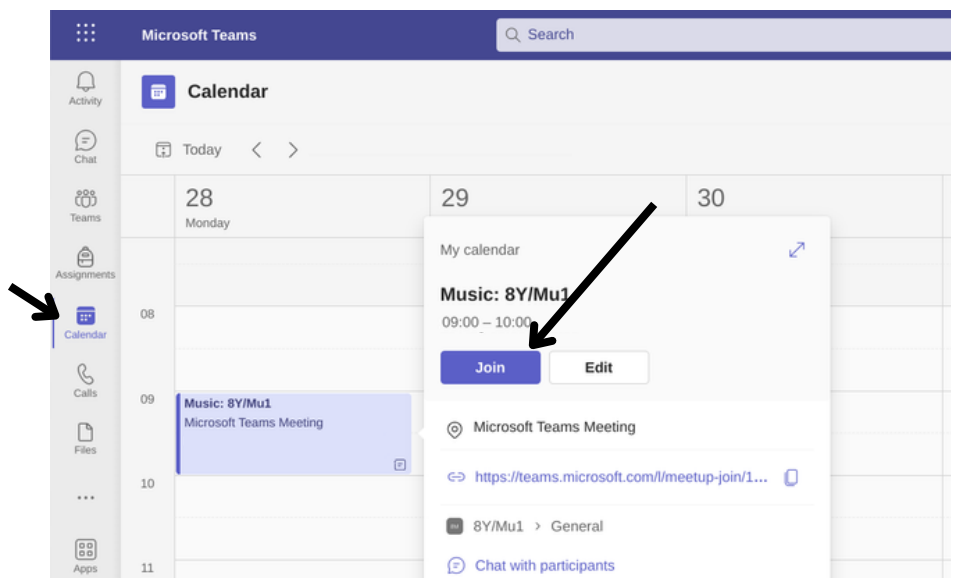 Microsoft Teams
Search
Activity
Chat
Teams
Assignments
Calendar
Calls
Files
Apps
Calendar
Today
28
Monday
29
30
08
09
10
11
Music: 8Y/Mu1
Microsoft Teams Meeting
My calendar
Music: 8Y/Mu1
09:00 – 10:00
Join
Edit
Microsoft Teams Meeting
https://teams.microsoft.com/l/meetup-join/1...
8Y/Mu1 > General
Chat with participants